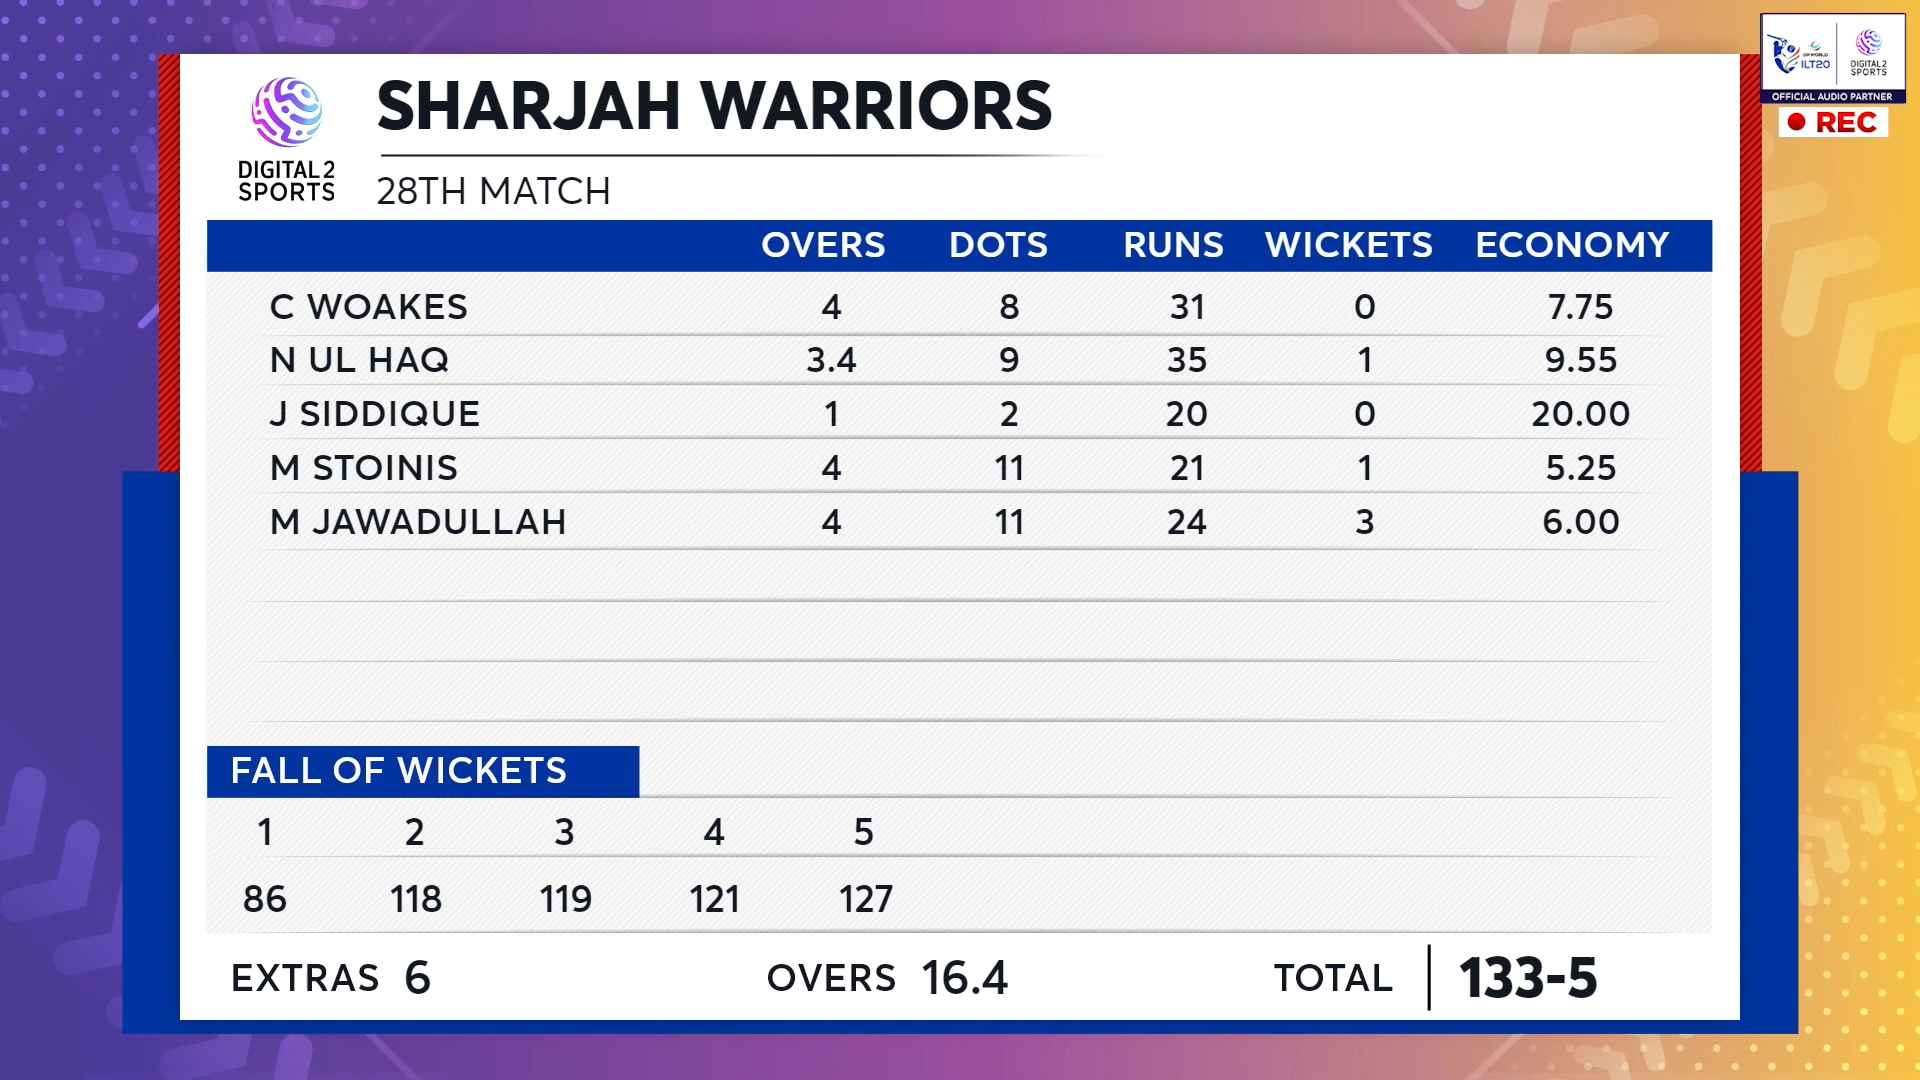 DP WORLD
ILT20
DIGITAL 2
SPORTS
OFFICIAL AUDIO PARTNER
REC
DIGITAL 2
SPORTS
SHARJAH WARRIORS
28TH MATCH
OVERS DOTS RUNS WICKETS ECONOMY
C WOAKES 4 8 31 0 7.75
N UL HAQ 3.4 9 35 1 9.55
J SIDDIQUE 1 2 20 0 20.00
M STOINIS 4 11 21 1 5.25
M JAWADULLAH 4 11 24 3 6.00
FALL OF WICKETS
1 2 3 4 5
86 118 119 121 127
EXTRAS 6 OVERS 16.4 TOTAL 133-5